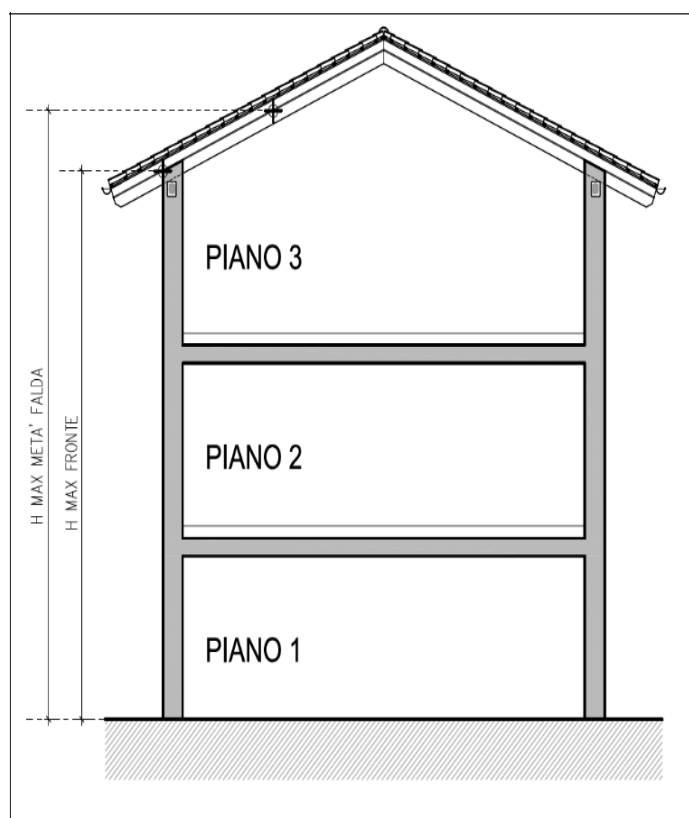 H MAX META' FALDA
H MAX FRONTE
PIANO 3
PIANO 2
PIANO 1